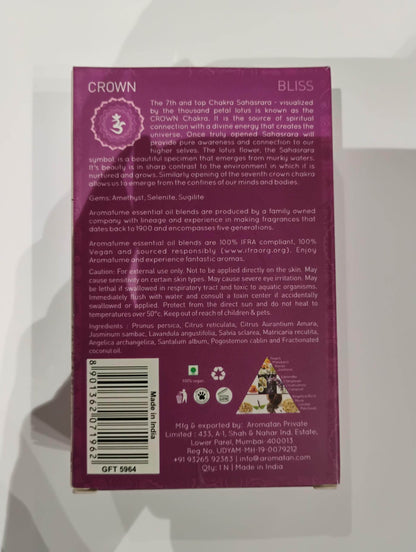 CROWN
BLISS
The 7th and top Chakra Sahasrara - visualized
by the thousand petal lotus is known as the
CROWN Chakra. It is the source of spiritual
connection with a divine energy that creates the
universe. Once truly opened Sahasrara will
provide pure awareness and connection to our
higher selves. The lotus flower, the Sahasrara
symbol, is a beautiful specimen that emerges from murky waters.
It's beauty is in sharp contrast to the environment in which it is
nurtured and grows. Similarly opening of the seventh crown chakra
allows us to emerge from the confines of our minds and bodies.
Gems: Amethyst, Selenite, Sugilite
Aromafume essential oil blends are produced by a family owned
company with lineage and experience in making fragrances that
dates back to 1900 and encompasses five generations.
Aromafume essential oil blends are 100% IFRA compliant, 100%
Vegan and sourced responsibly (www.ifraorg.org). Enjoy
Aromafume and experience fantastic aromas.
Caution: For external use only. Not to be applied directly on the skin. May
cause sensitivity on certain skin types. May cause severe eye irritation. May
be lethal if swallowed in respiratory tract and toxic to aquatic organisms.
Immediately flush with water and consult a toxin center if accidentally
swallowed or applied. Protect from the direct sun and do not heat to
temperatures over 50°c. Keep out of reach of children & pets.
Ingredients : Prunus persica, Citrus reticulata, Citrus Aurantium Amara,
Jasminum sambac, Lavandula angustifolia, Salvia sclarea, Matricaria recutita,
Angelica archangelica, Santalum album, Pogostemon cablin and Fractionated
coconut oil.
8901362071962
Made in India
GFT 5964
100% vegan
Mfg & exported by: Aromatan Private
Limited : 433, A-1, Shah & Nahar Ind. Estate,
Lower Parel, Mumbai-400013
Reg No. UDYAM-MH-19-0079212
+91 93265 92383 | info@aromatan.com
Qty: 1 N | Made in India